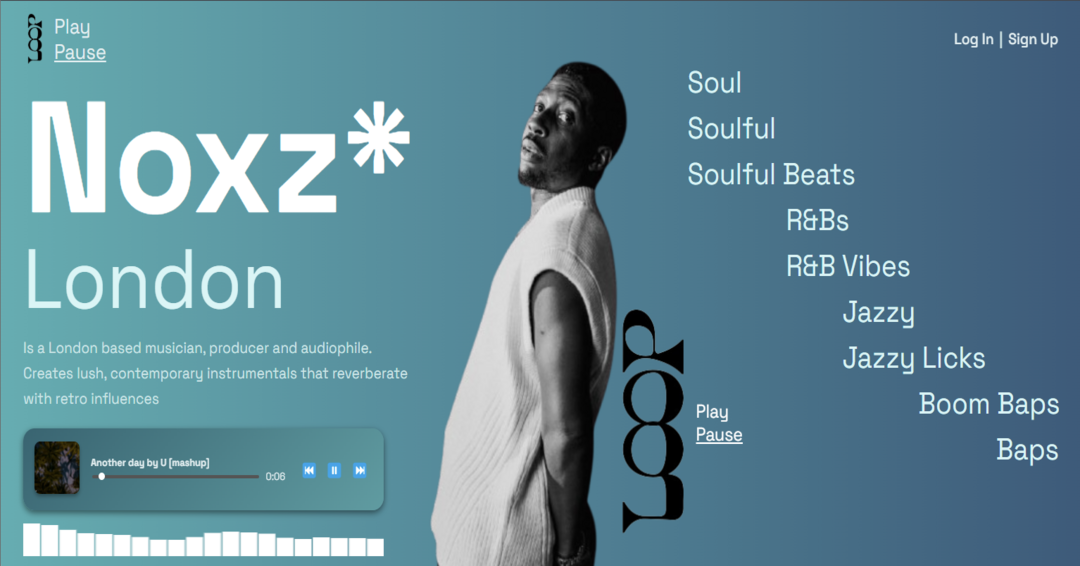 LOOP
Play
Pause
Log In | Sign Up
Noxz*
London
Is a London based musician, producer and audiophile.
Creates lush, contemporary instrumentals that reverberate
with retro influences
Another day by U [mashup]
0:06
Soul
Soulful
Soulful Beats
R&Bs
R&B Vibes
Jazzy
Jazzy Licks
Boom Baps
Baps
LOOP
Play
Pause